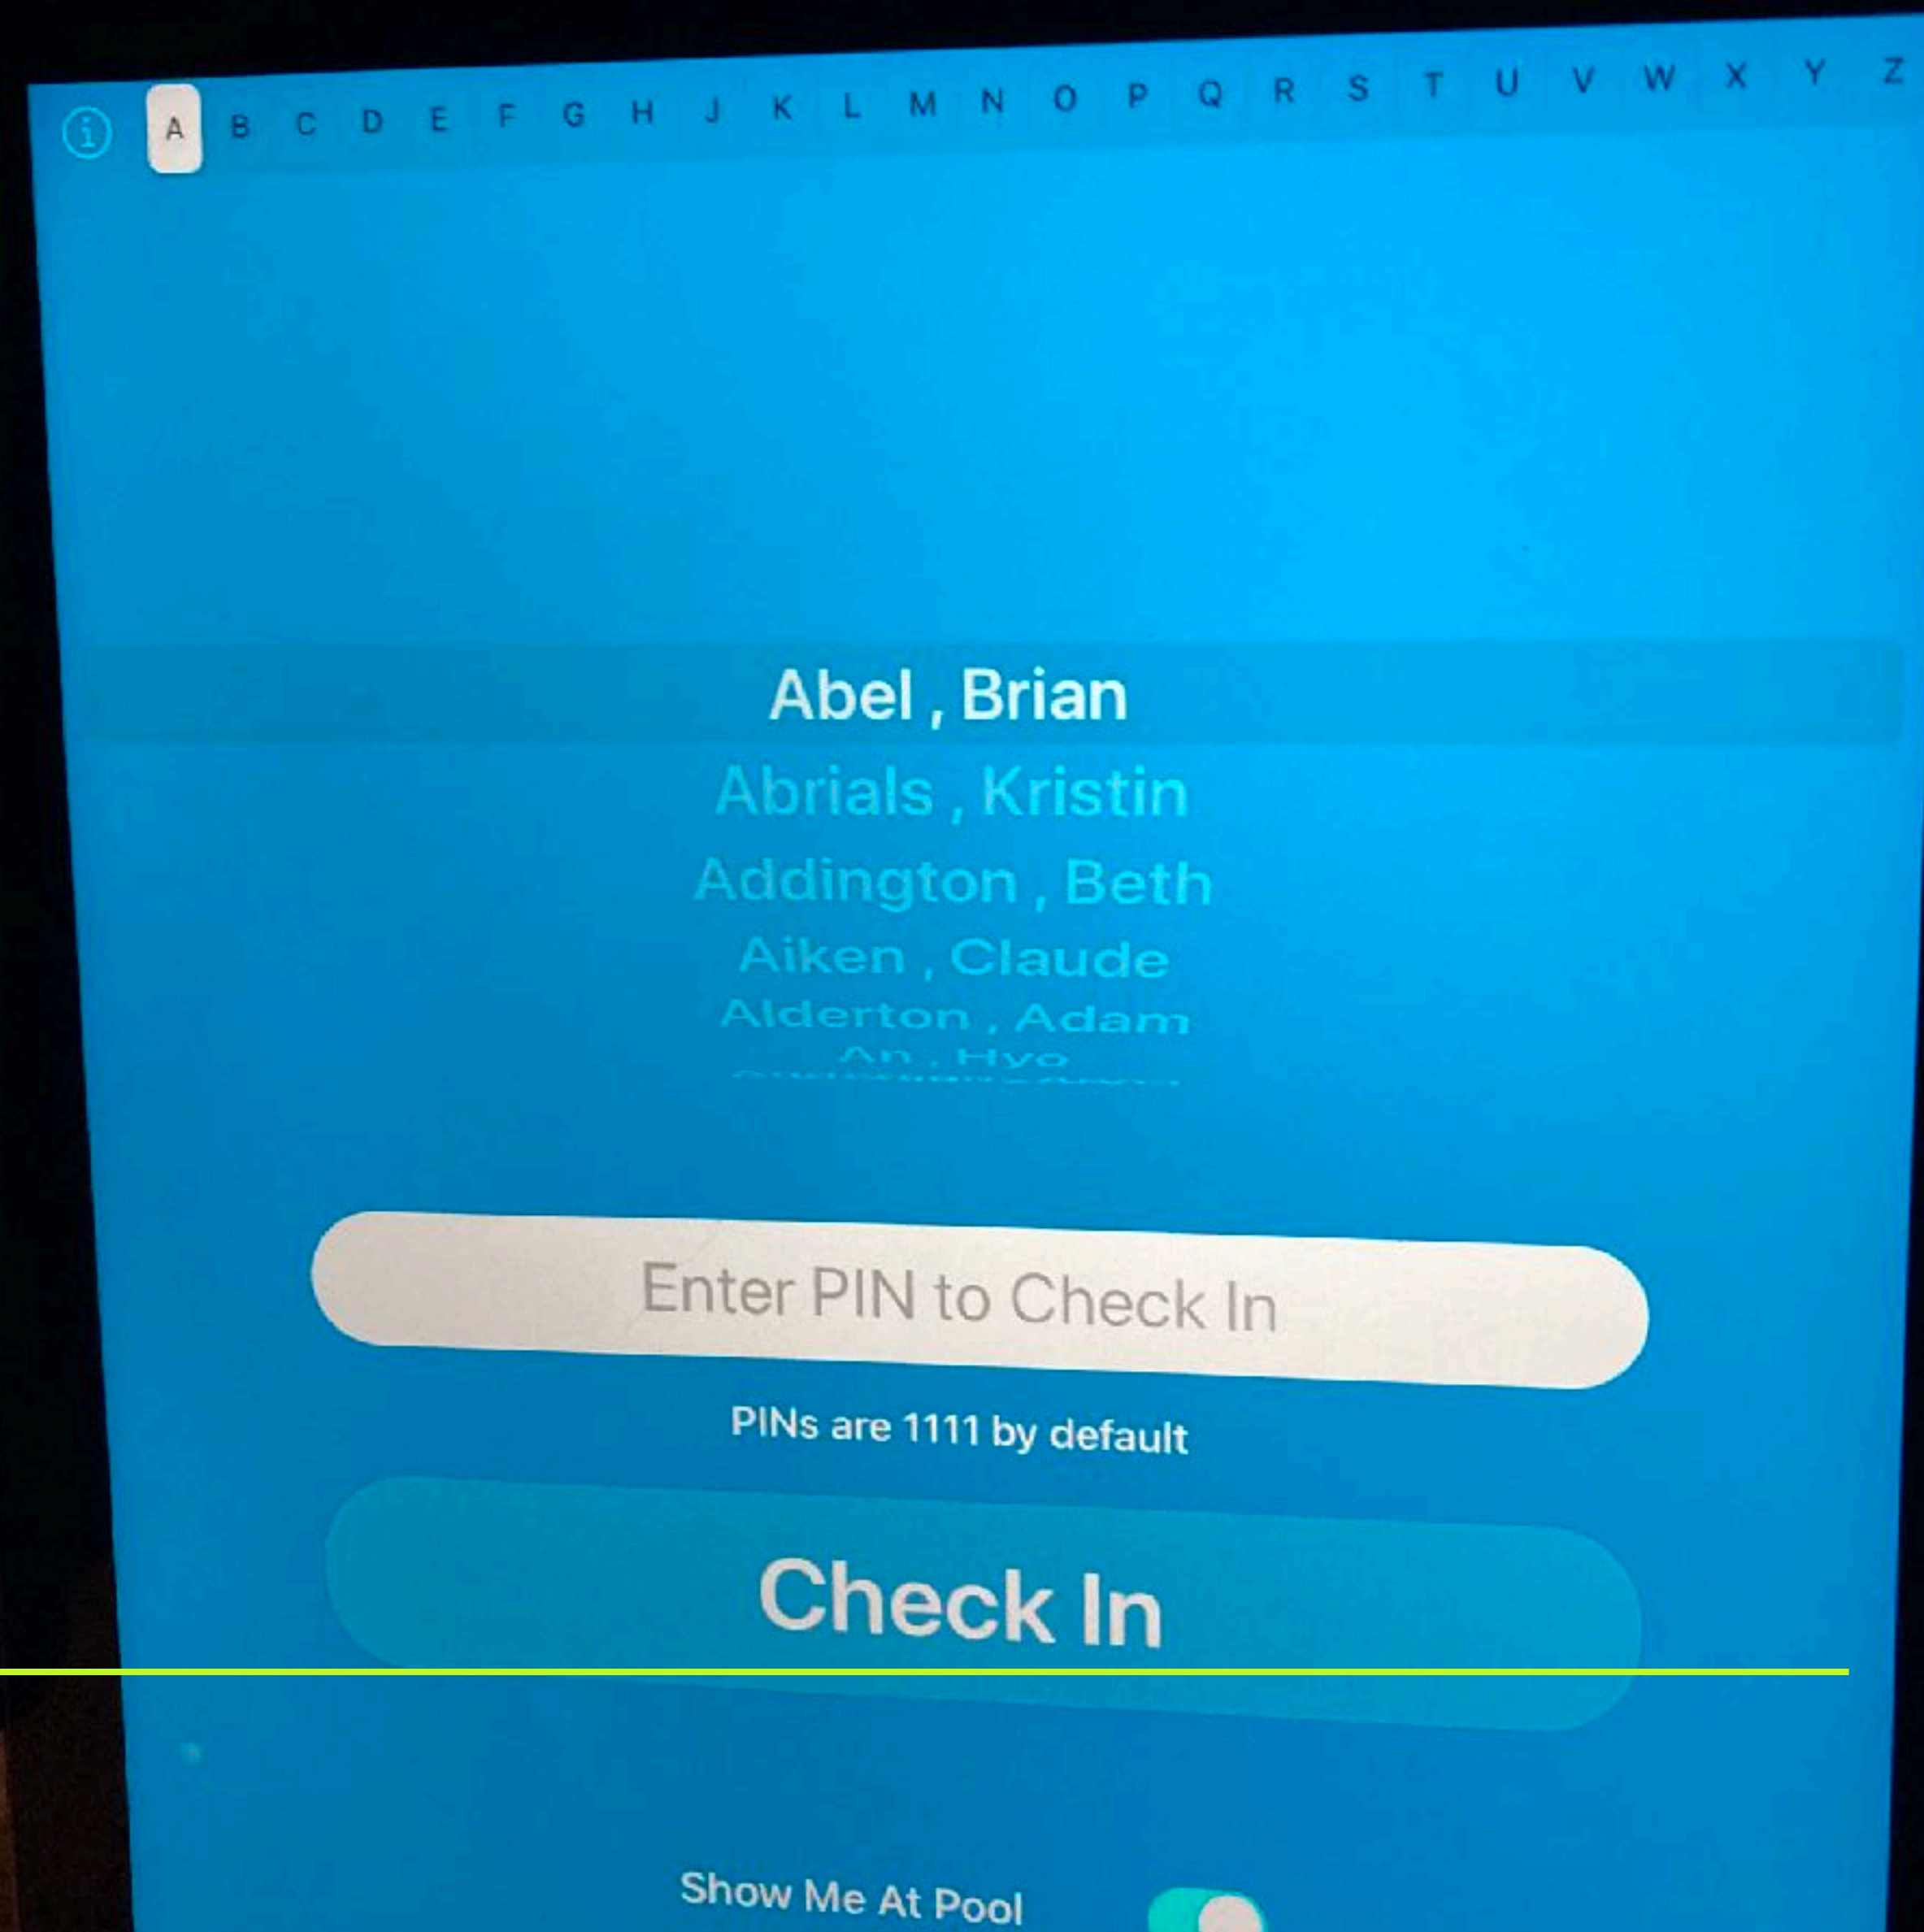 i A B C D E F G H J K L M N O P Q R S T U V W X Y Z
Abel , Brian
Abrials , Kristin
Addington , Beth
Aiken , Claude
Alderton , Adam
An , Hyo
Enter PIN to Check In
PINs are 1111 by default
Check In
Show Me At Pool